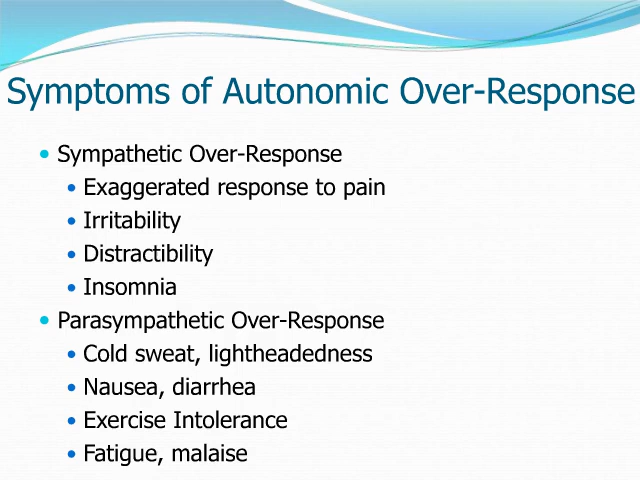 Symptoms of Autonomic Over-Response
• Sympathetic Over-Response
• Exaggerated response to pain
• Irritability
• Distractibility
• Insomnia
• Parasympathetic Over-Response
• Cold sweat, lightheadedness
• Nausea, diarrhea
• Exercise Intolerance
• Fatigue, malaise